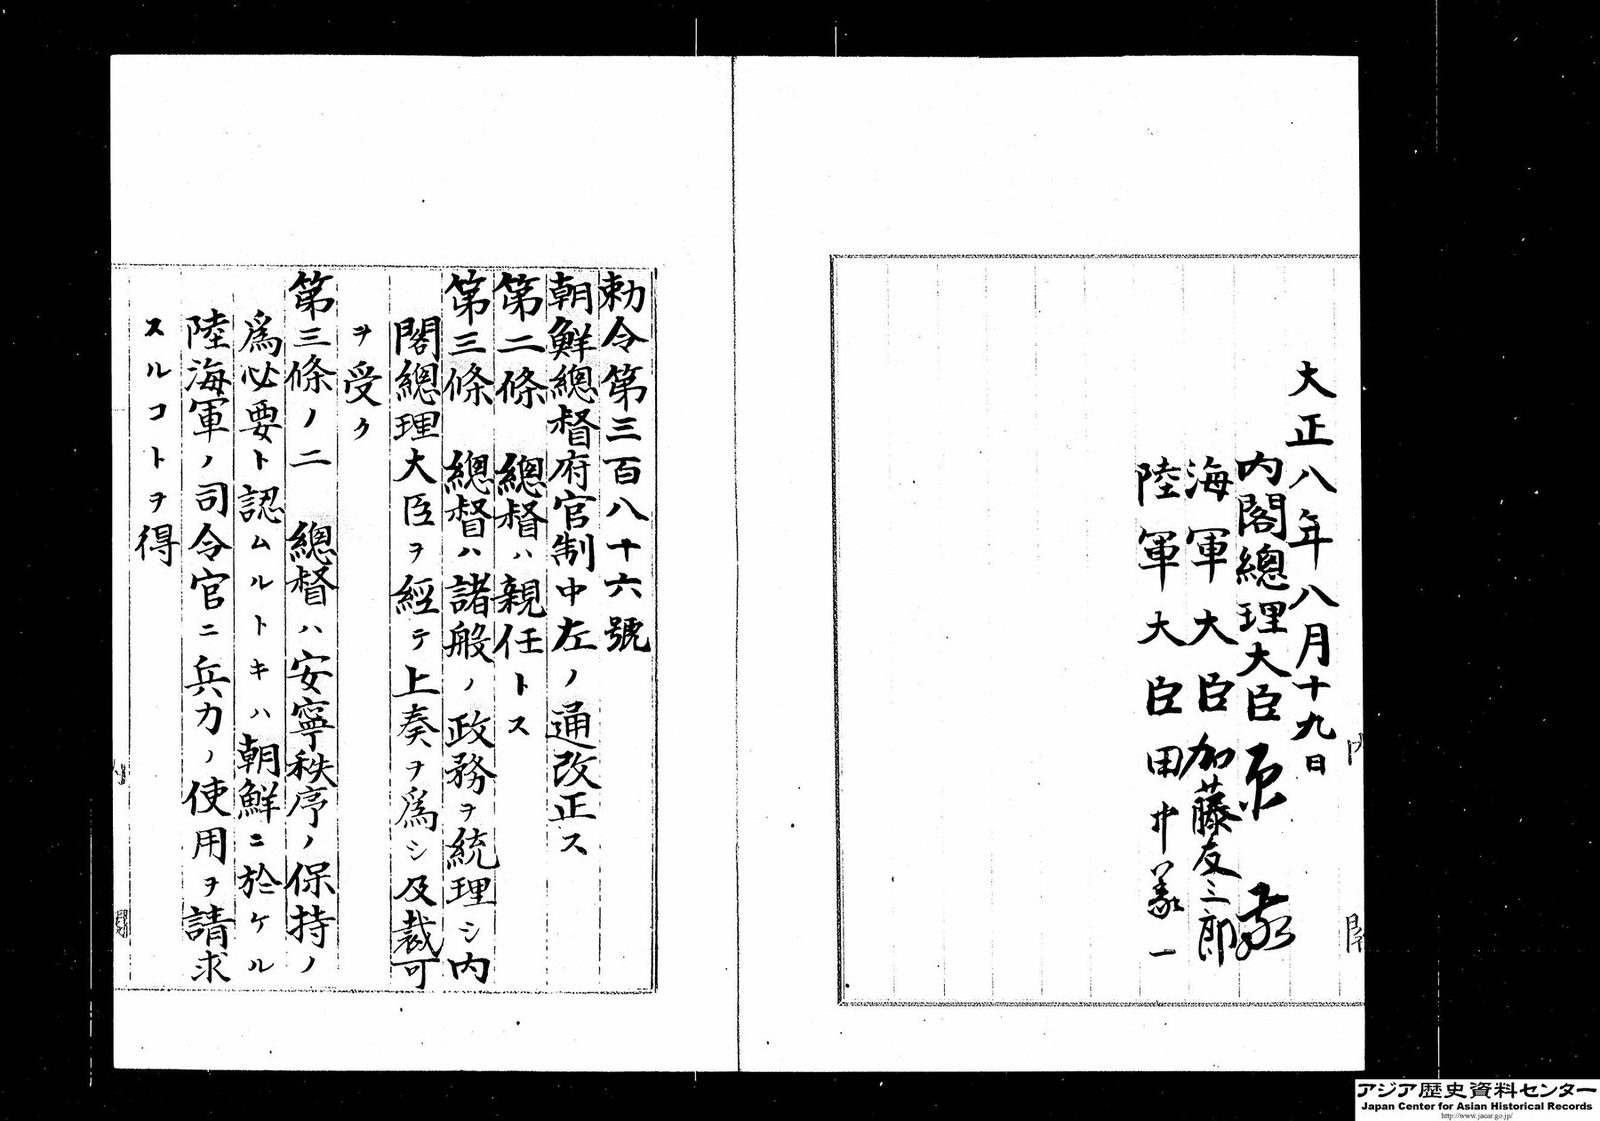 大正八年八月十九日
內閣總理大臣 原 敬
海軍大臣 加藤友三郎
陸軍大臣 田中義一
勅令第三百八十六號
朝鮮總督府官制中左ノ通改正ス
第二條 總督ハ親任トス
第三條 總督ハ諸般ノ政務ヲ統理シ內
閣總理大臣ヲ經テ上奏ヲ爲シ及裁可
ヲ受ク
第三條ノ二 總督ハ安寧秩序ノ保持ノ
爲必要ト認ムルトキハ朝鮮ニ於ケル
陸海軍ノ司令官ニ兵力ノ使用ヲ請求
スルコトヲ得
アジア歴史資料センター
Japan Center for Asian Historical Records
http://www.jacar.go.jp/